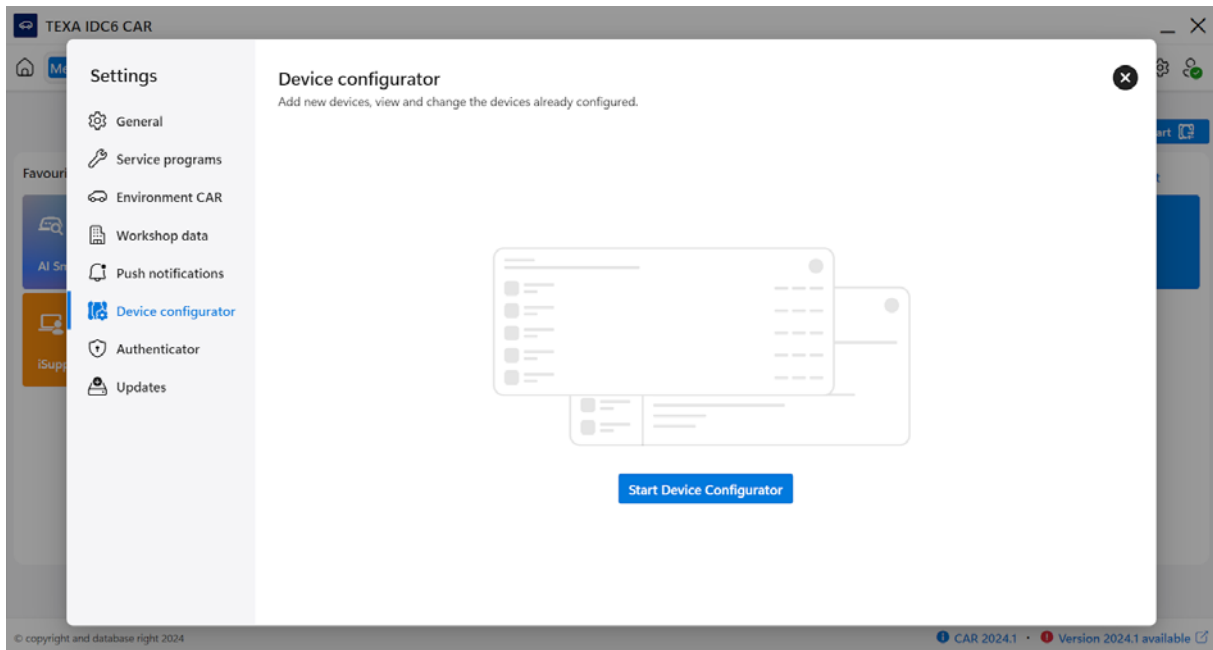 TEXA IDC6 CAR
Settings
Device configurator
Add new devices, view and change the devices already configured.
General
Service programs
Environment CAR
Workshop data
Push notifications
Device configurator
Authenticator
Updates
Start Device Configurator
© copyright and database right 2024
CAR 2024.1 • Version 2024.1 available